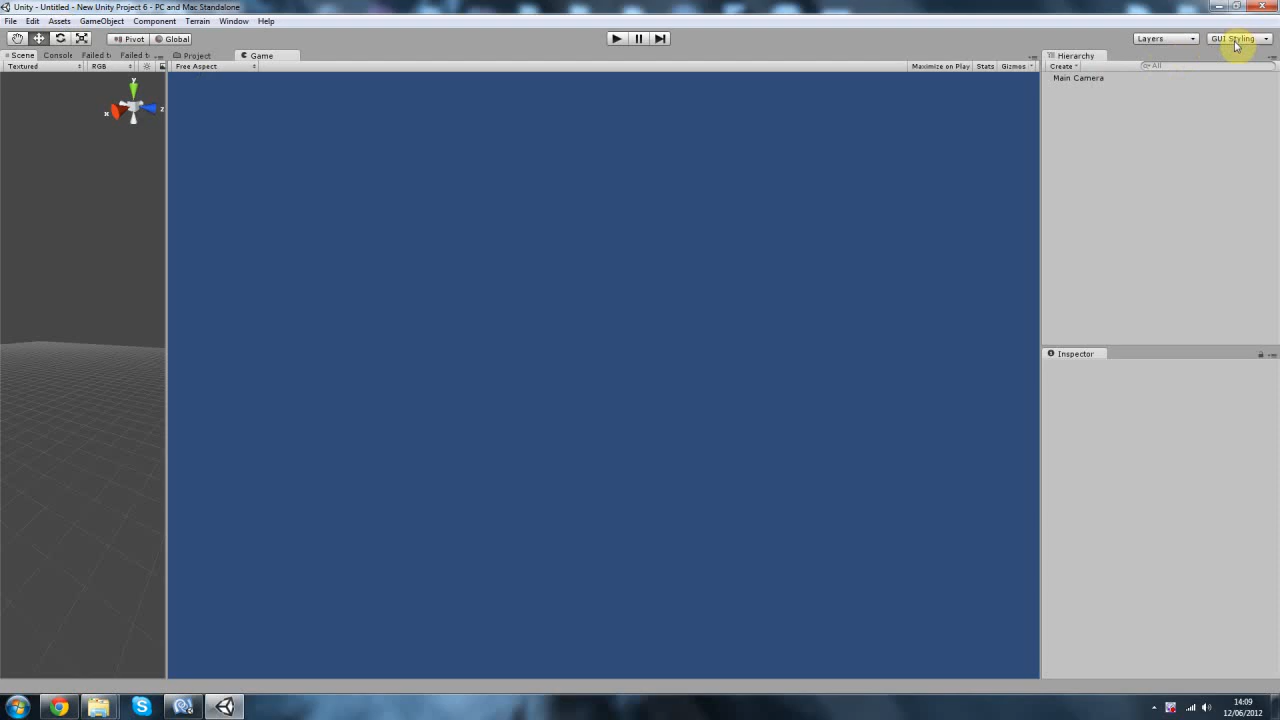 Unity - Untitled - New Unity Project 6 - PC and Mac Standalone
File Edit Assets GameObject Component Terrain Window Help
Pivot Global Layers GUI Styling
Scene Console Failed t Failed t Project Game Hierarchy
Textured RGB Free Aspect Maximize on Play Stats Gizmos Create All
Main Camera
y
x z
Inspector
14:09
12/06/2012